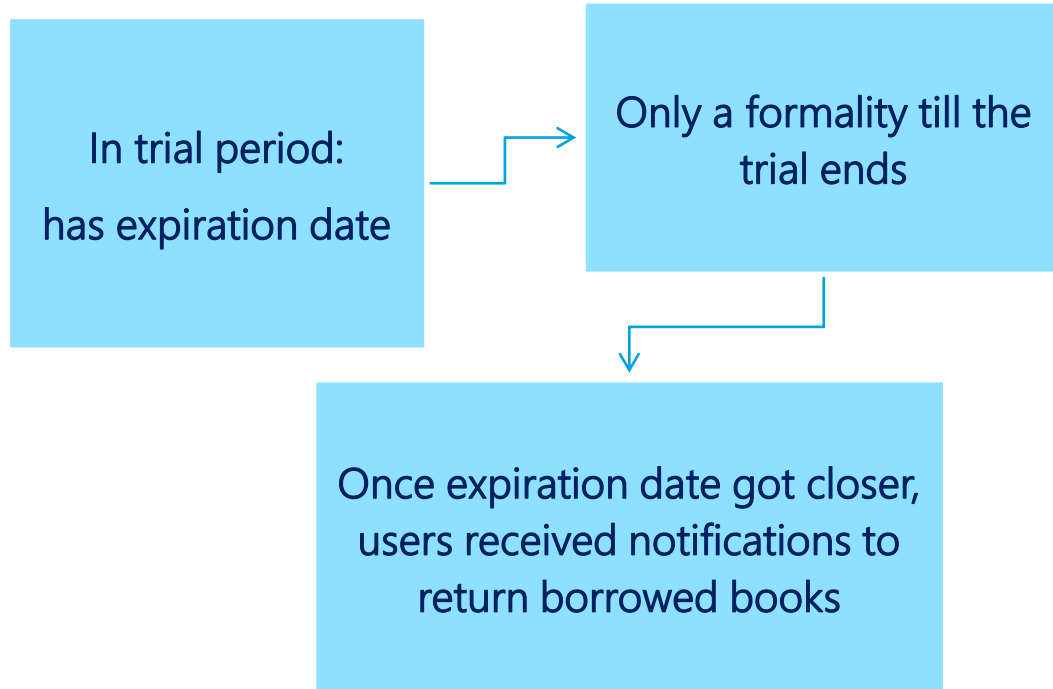 In trial period:
has expiration date
Only a formality till the
trial ends
Once expiration date got closer,
users received notifications to
return borrowed books